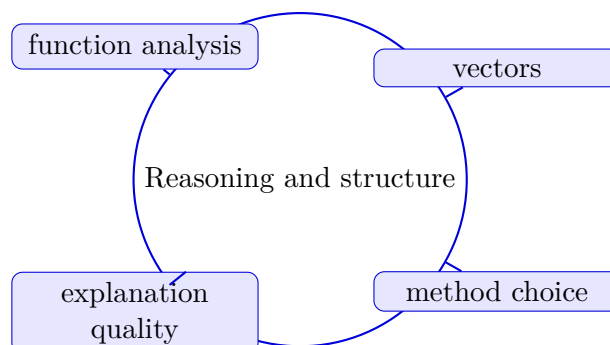 function analysis
vectors
Reasoning and structure
explanation
quality
method choice